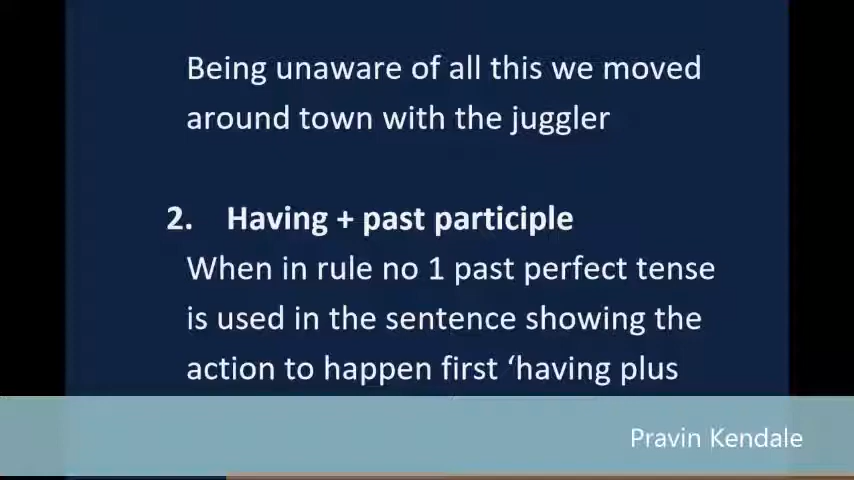 Being unaware of all this we moved
around town with the juggler
2. Having + past participle
When in rule no 1 past perfect tense
is used in the sentence showing the
action to happen first ‘having plus
Pravin Kendale